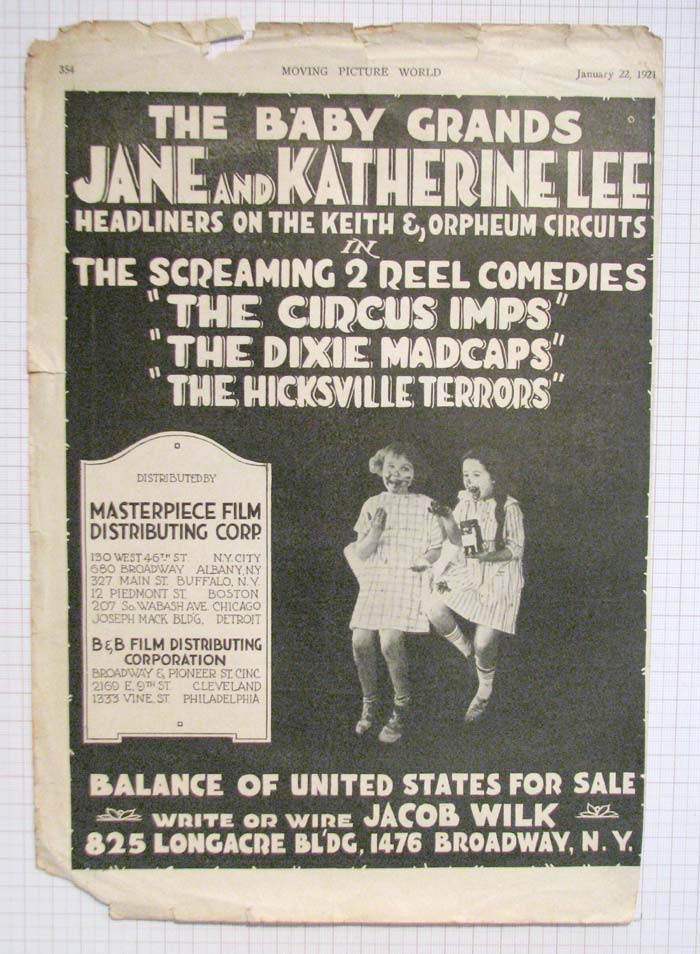 354
MOVING PICTURE WORLD
January 22, 1921
THE BABY GRANDS
JANE AND KATHERINE LEE
HEADLINERS ON THE KEITH & ORPHEUM CIRCUITS
IN
THE SCREAMING 2 REEL COMEDIES
"THE CIRCUS IMPS"
"THE DIXIE MADCAPS"
"THE HICKSVILLE TERRORS"
DISTRIBUTED BY
MASTERPIECE FILM
DISTRIBUTING CORP.
130 WEST 46TH ST. N.Y. CITY
680 BROADWAY ALBANY, NY
327 MAIN ST. BUFFALO, N.Y.
12 PIEDMONT ST. BOSTON
207 So. WABASH AVE. CHICAGO
JOSEPH MACK BLDG, DETROIT
B & B FILM DISTRIBUTING
CORPORATION
BROADWAY & PIONEER ST. CINC.
2169 E. 9TH ST. CLEVELAND
1333 VINE ST. PHILADELPHIA
BALANCE OF UNITED STATES FOR SALE
WRITE OR WIRE JACOB WILK
825 LONGACRE BL'DG, 1476 BROADWAY, N. Y.